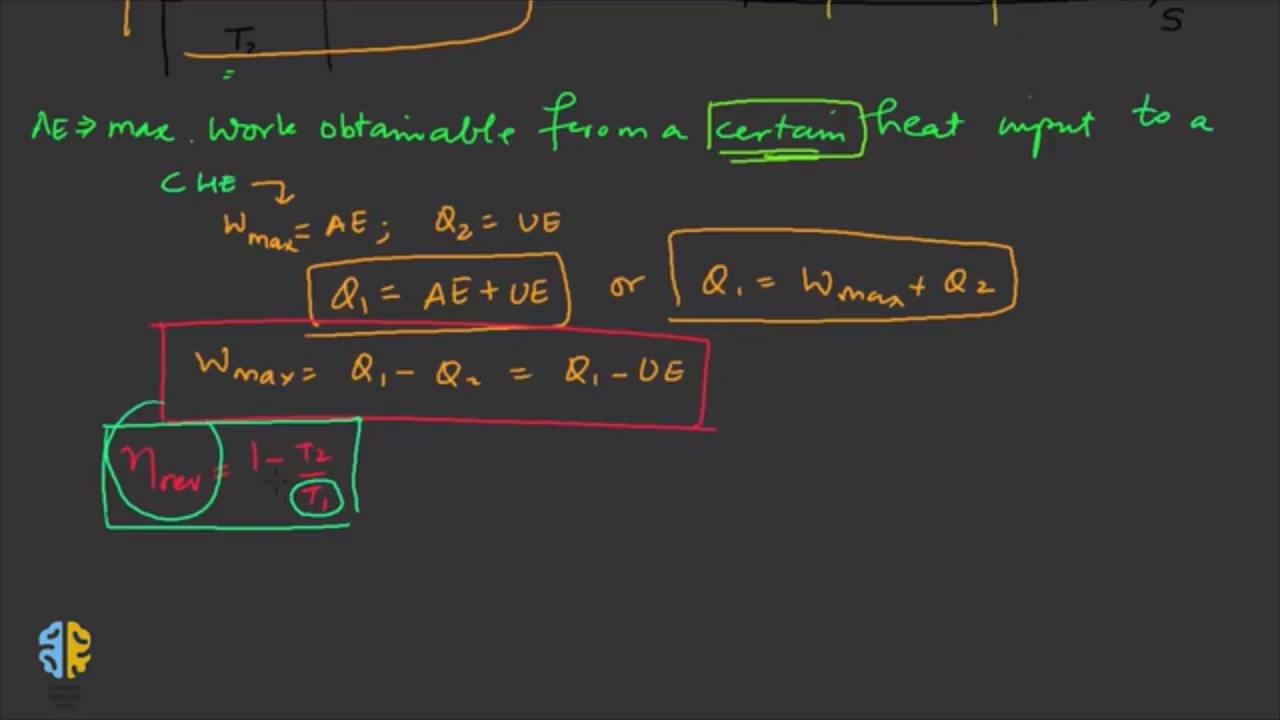 T₂
S
AE ⇒ max. work obtainable from a certain heat input to a
CHE
Wmax = AE; Q₂ = UE
Q₁ = AE + UE or Q₁ = Wmax + Q₂
Wmax = Q₁ - Q₂ = Q₁ - UE
ηrev = 1 - T₂/T₁